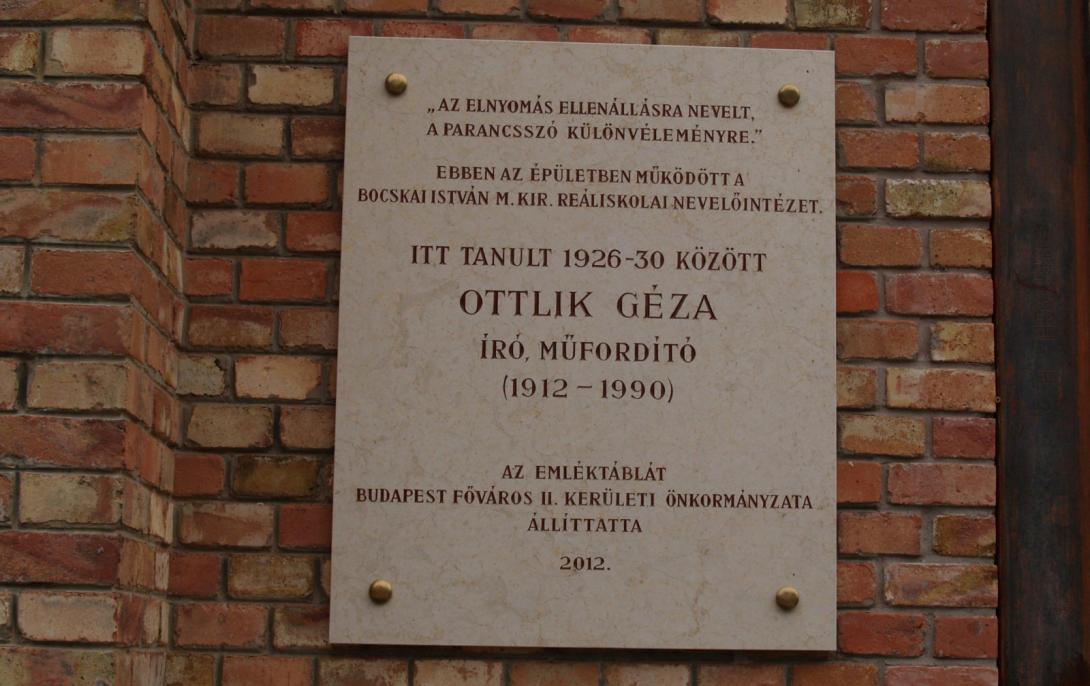 „AZ ELNYOMÁS ELLENÁLLÁSRA NEVELT,
A PARANCSSZÓ KÜLÖNVÉLEMÉNYRE.”
EBBEN AZ ÉPÜLETBEN MŰKÖDÖTT A
BOCSKAI ISTVÁN M. KIR. REÁLISKOLAI NEVELŐINTÉZET.
ITT TANULT 1926-30 KÖZÖTT
OTTLIK GÉZA
ÍRÓ, MŰFORDÍTÓ
(1912 – 1990)
AZ EMLÉKTÁBLÁT
BUDAPEST FŐVÁROS II. KERÜLETI ÖNKORMÁNYZATA
ÁLLÍTTATTA
2012.